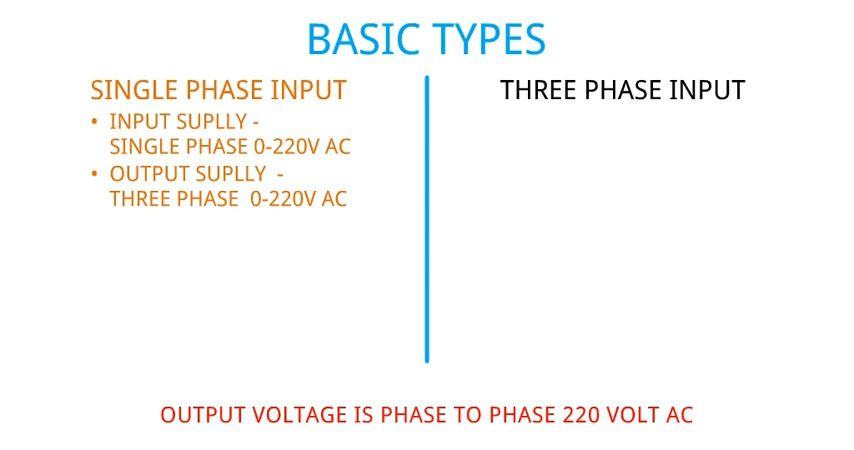 BASIC TYPES
SINGLE PHASE INPUT
• INPUT SUPLLY -
SINGLE PHASE 0-220V AC
• OUTPUT SUPLLY -
THREE PHASE 0-220V AC
THREE PHASE INPUT
OUTPUT VOLTAGE IS PHASE TO PHASE 220 VOLT AC